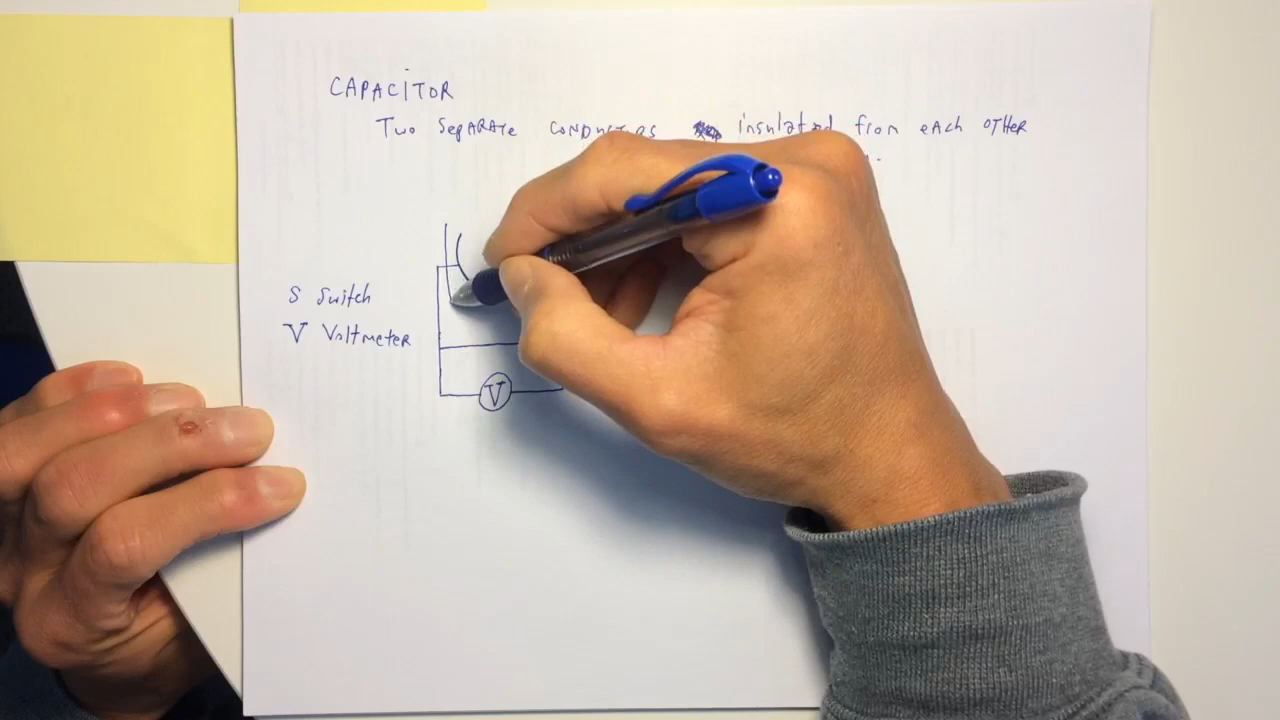 CAPACiTOR
Two SepARATe CONDuctors insulated from eAch OTHeR
S Switch
V Voltmeter
V